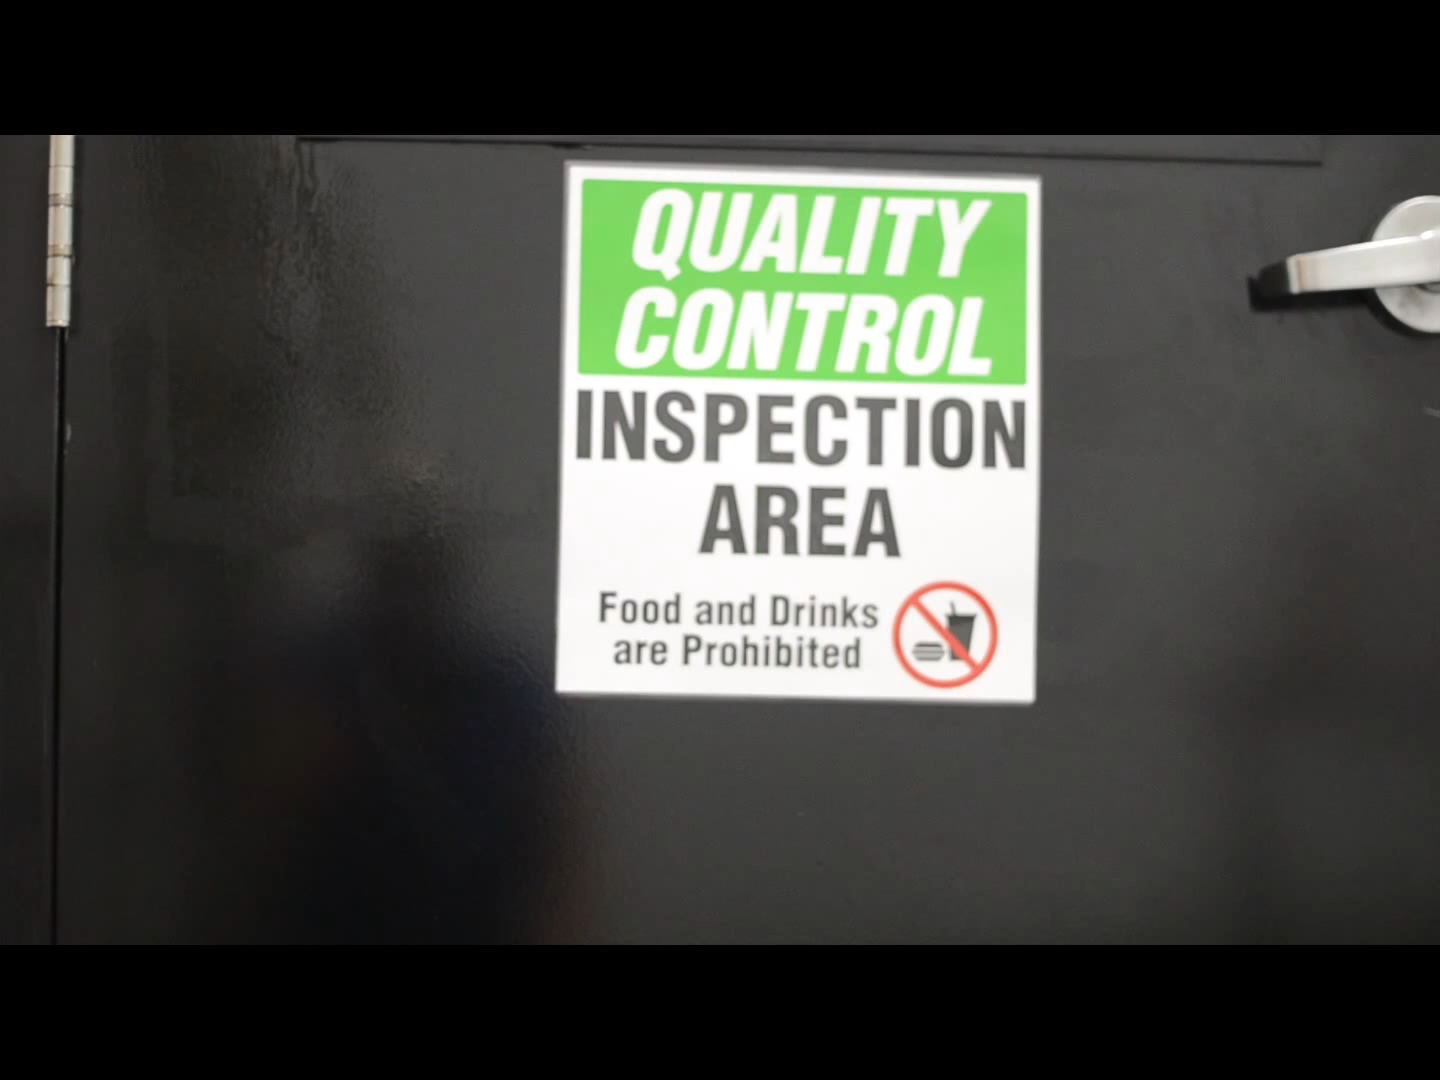 QUALITY
CONTROL
INSPECTION
AREA
Food and Drinks
are Prohibited